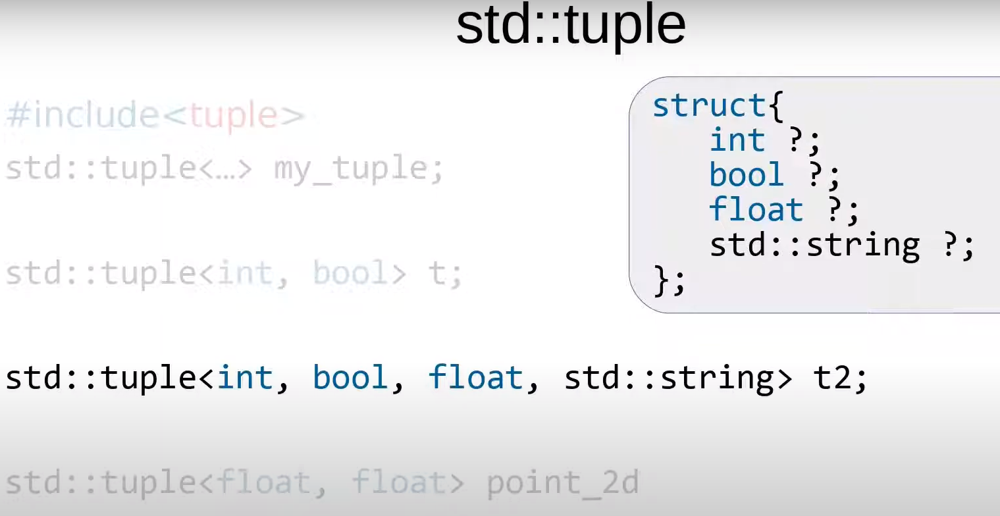 std::tuple
#include<tuple>
std::tuple<…> my_tuple;
std::tuple<int, bool> t;
std::tuple<int, bool, float, std::string> t2;
std::tuple<float, float> point_2d
struct{
int ?;
bool ?;
float ?;
std::string ?;
};